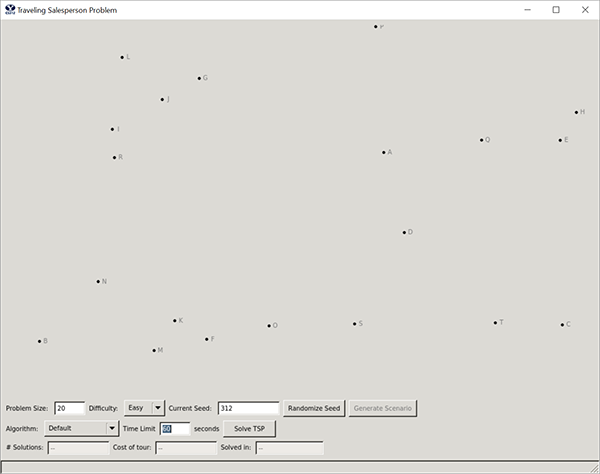 Traveling Salesperson Problem
L
G
J
H
I
Q
E
A
R
D
N
K
T
O
S
C
F
B
M
Problem Size: 20 Difficulty: Easy Current Seed: 312 Randomize Seed Generate Scenario
Algorithm: Default Time Limit 60 seconds Solve TSP
# Solutions: -- Cost of tour: -- Solved in: --